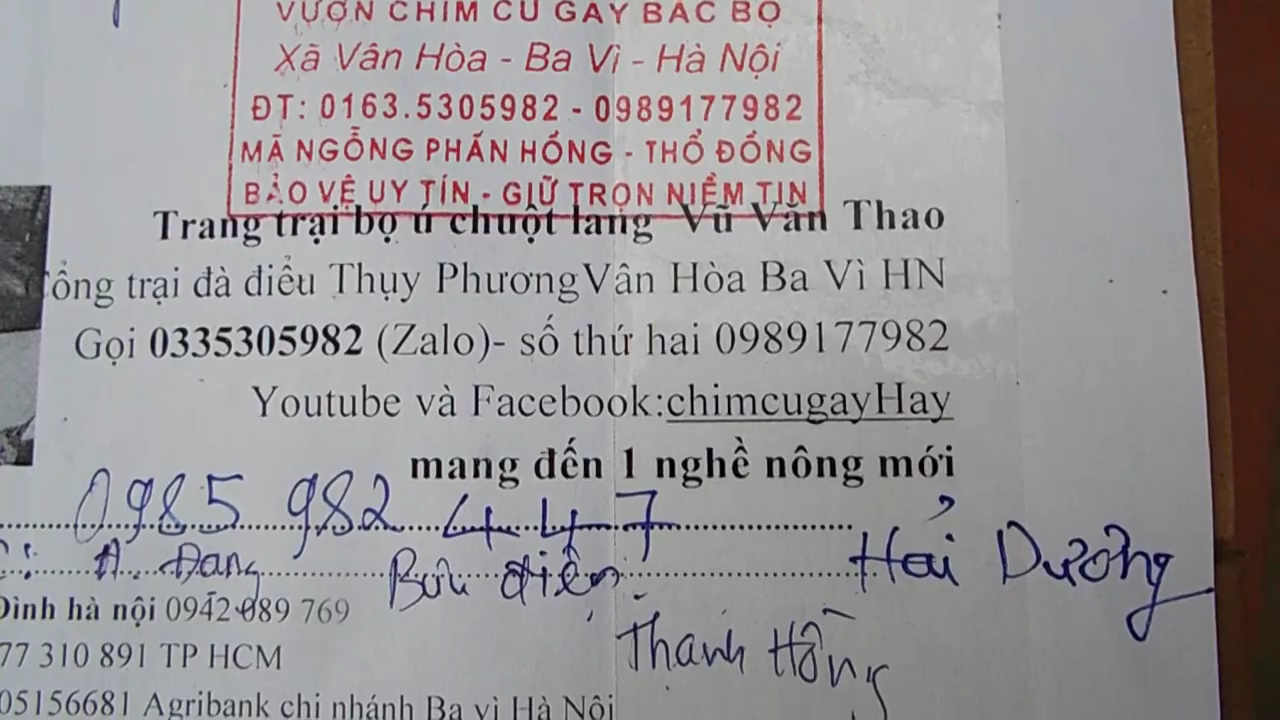 VƯỜN CHIM CU GÁY BẮC BỘ
Xã Vân Hòa - Ba Vì - Hà Nội
ĐT: 0163.5305982 - 0989177982
MÃ NGỖNG PHẤN HỒNG - THỔ ĐỒNG
BẢO VỆ UY TÍN - GIỮ TRỌN NIỀM TIN
Trang trại bọ ú chuột lang Vũ Văn Thao
Cổng trại đà điểu Thụy Phương Vân Hòa Ba Vì HN
Gọi 0335305982 (Zalo)- số thứ hai 0989177982
Youtube và Facebook:chimcugayHay
mang đến 1 nghề nông mới
0985 982 447
A. Đang Bưu điện Hải Dương
Thanh Hồng
Đình hà nội 0942 089 769
77 310 891 TP HCM
05156681 Agribank chi nhánh Ba vì Hà Nội